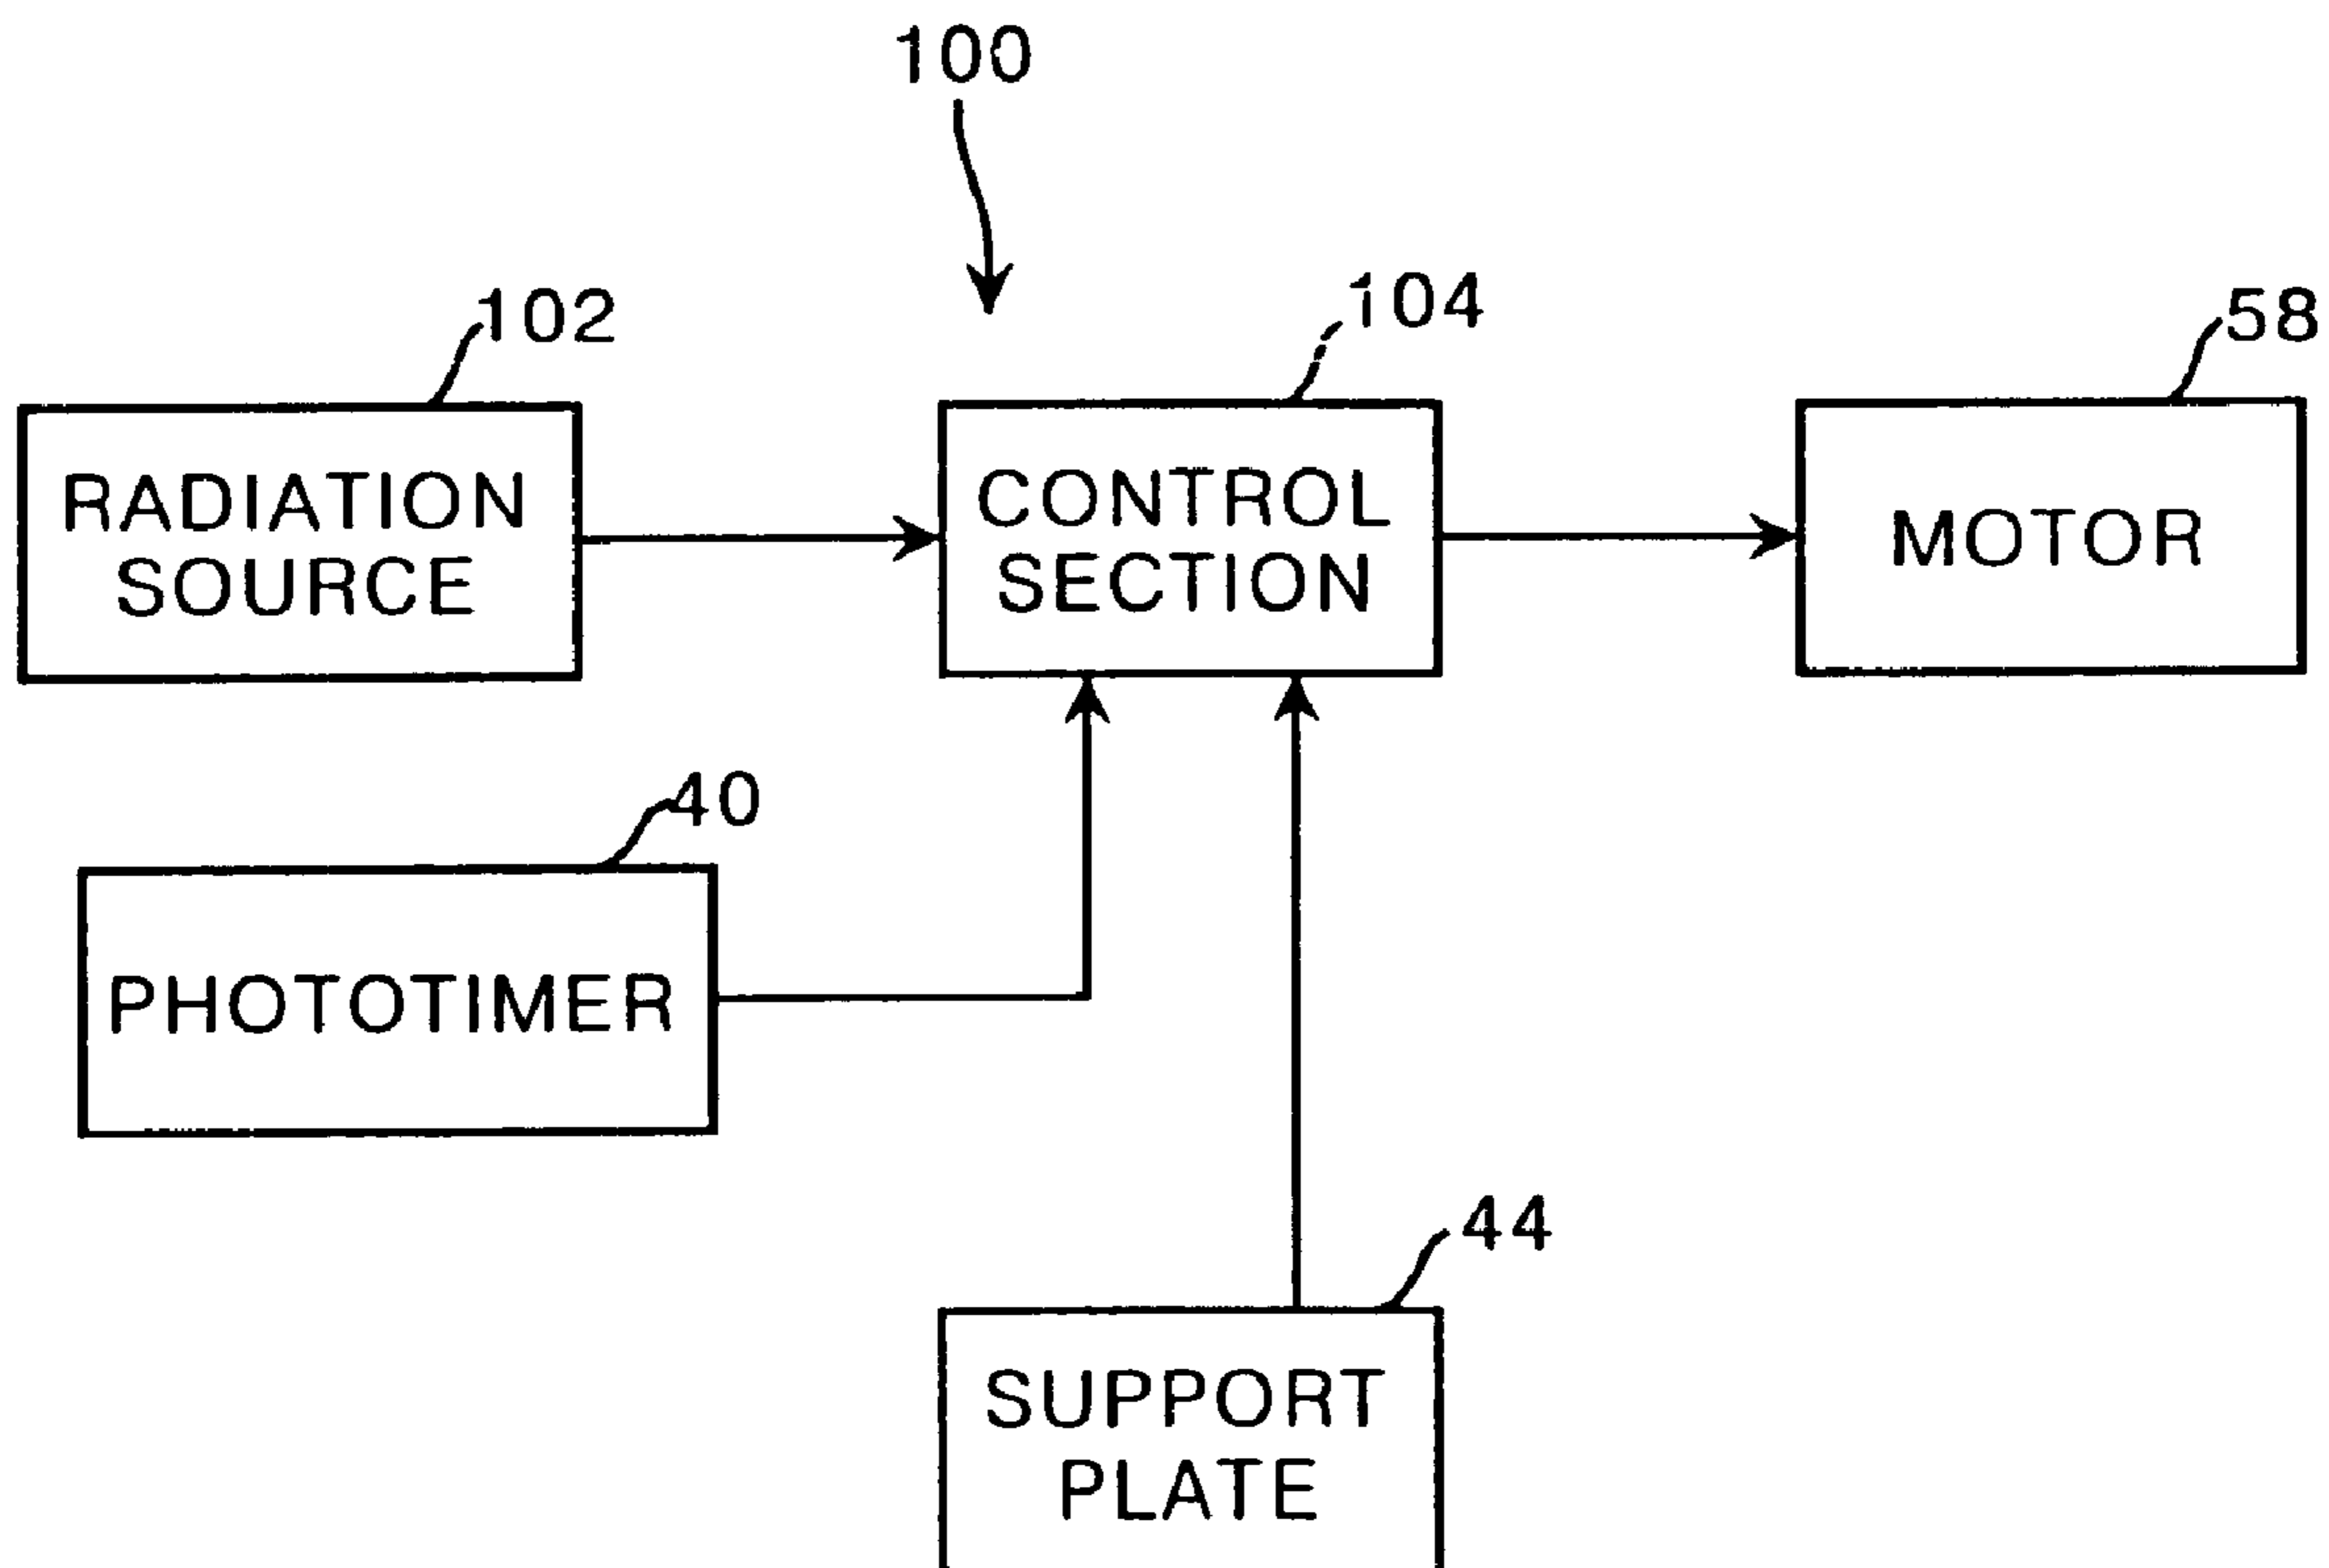 100
102
104
58
RADIATION
SOURCE
CONTROL
SECTION
MOTOR
40
PHOTOTIMER
44
SUPPORT
PLATE